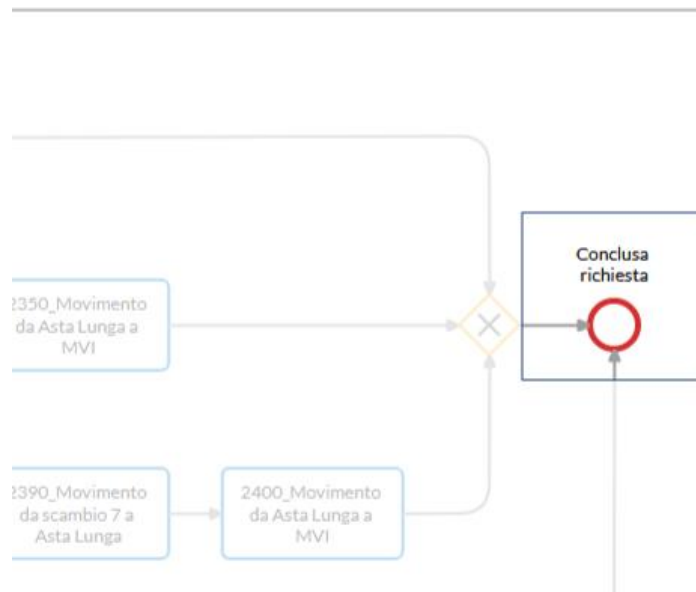 Conclusa
richiesta
2350_Movimento
da Asta Lunga a
MVI
2390_Movimento
da scambio 7 a
Asta Lunga
2400_Movimento
da Asta Lunga a
MVI